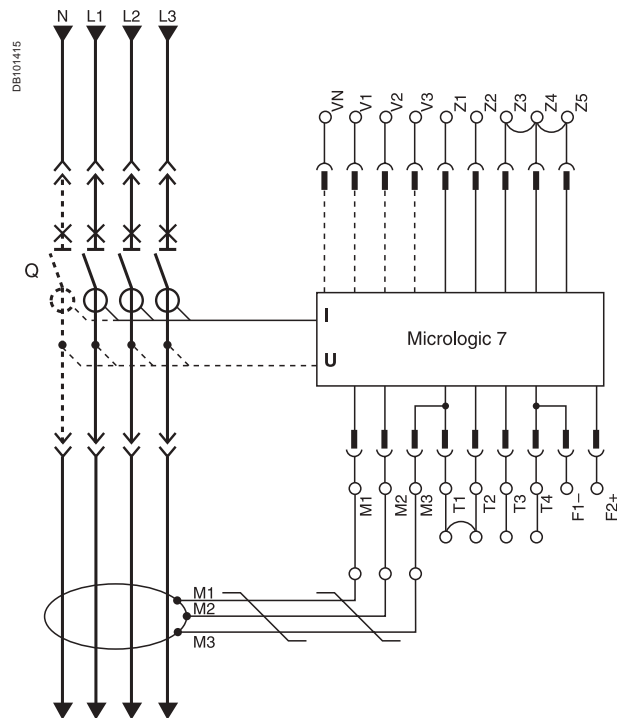 DB101415
N L1 L2 L3
VN
V1
V2
V3
Z1
Z2
Z3
Z4
Z5
Q
I
Micrologic 7
U
M1
M2
M3
T1
T2
T3
T4
F1−
F2+
M1
M2
M3